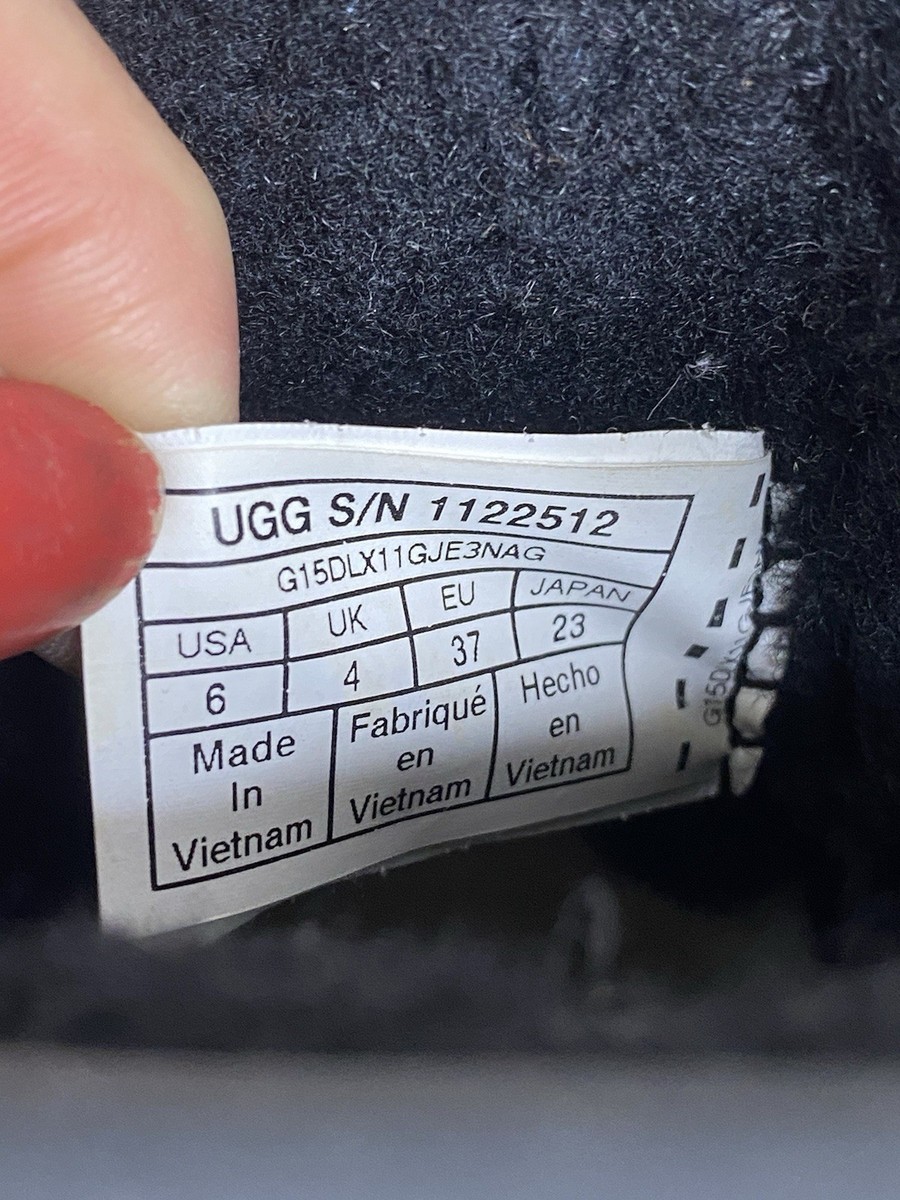 UGG S/N 1122512
G15DLX11GJE3NAG
USA UK EU JAPAN
6 4 37 23
Made In Vietnam
Fabriqué en Vietnam
Hecho en Vietnam